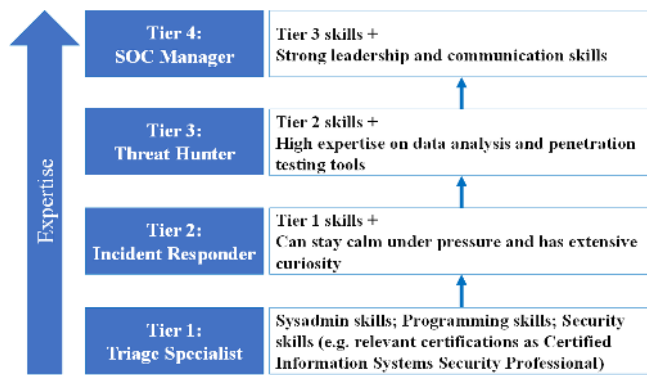 Expertise
Tier 4:
SOC Manager
Tier 3 skills +
Strong leadership and communication skills
Tier 3:
Threat Hunter
Tier 2 skills +
High expertise on data analysis and penetration
testing tools
Tier 2:
Incident Responder
Tier 1 skills +
Can stay calm under pressure and has extensive
curiosity
Tier 1:
Triage Specialist
Sysadmin skills; Programming skills; Security
skills (e.g. relevant certifications as Certified
Information Systems Security Professional)